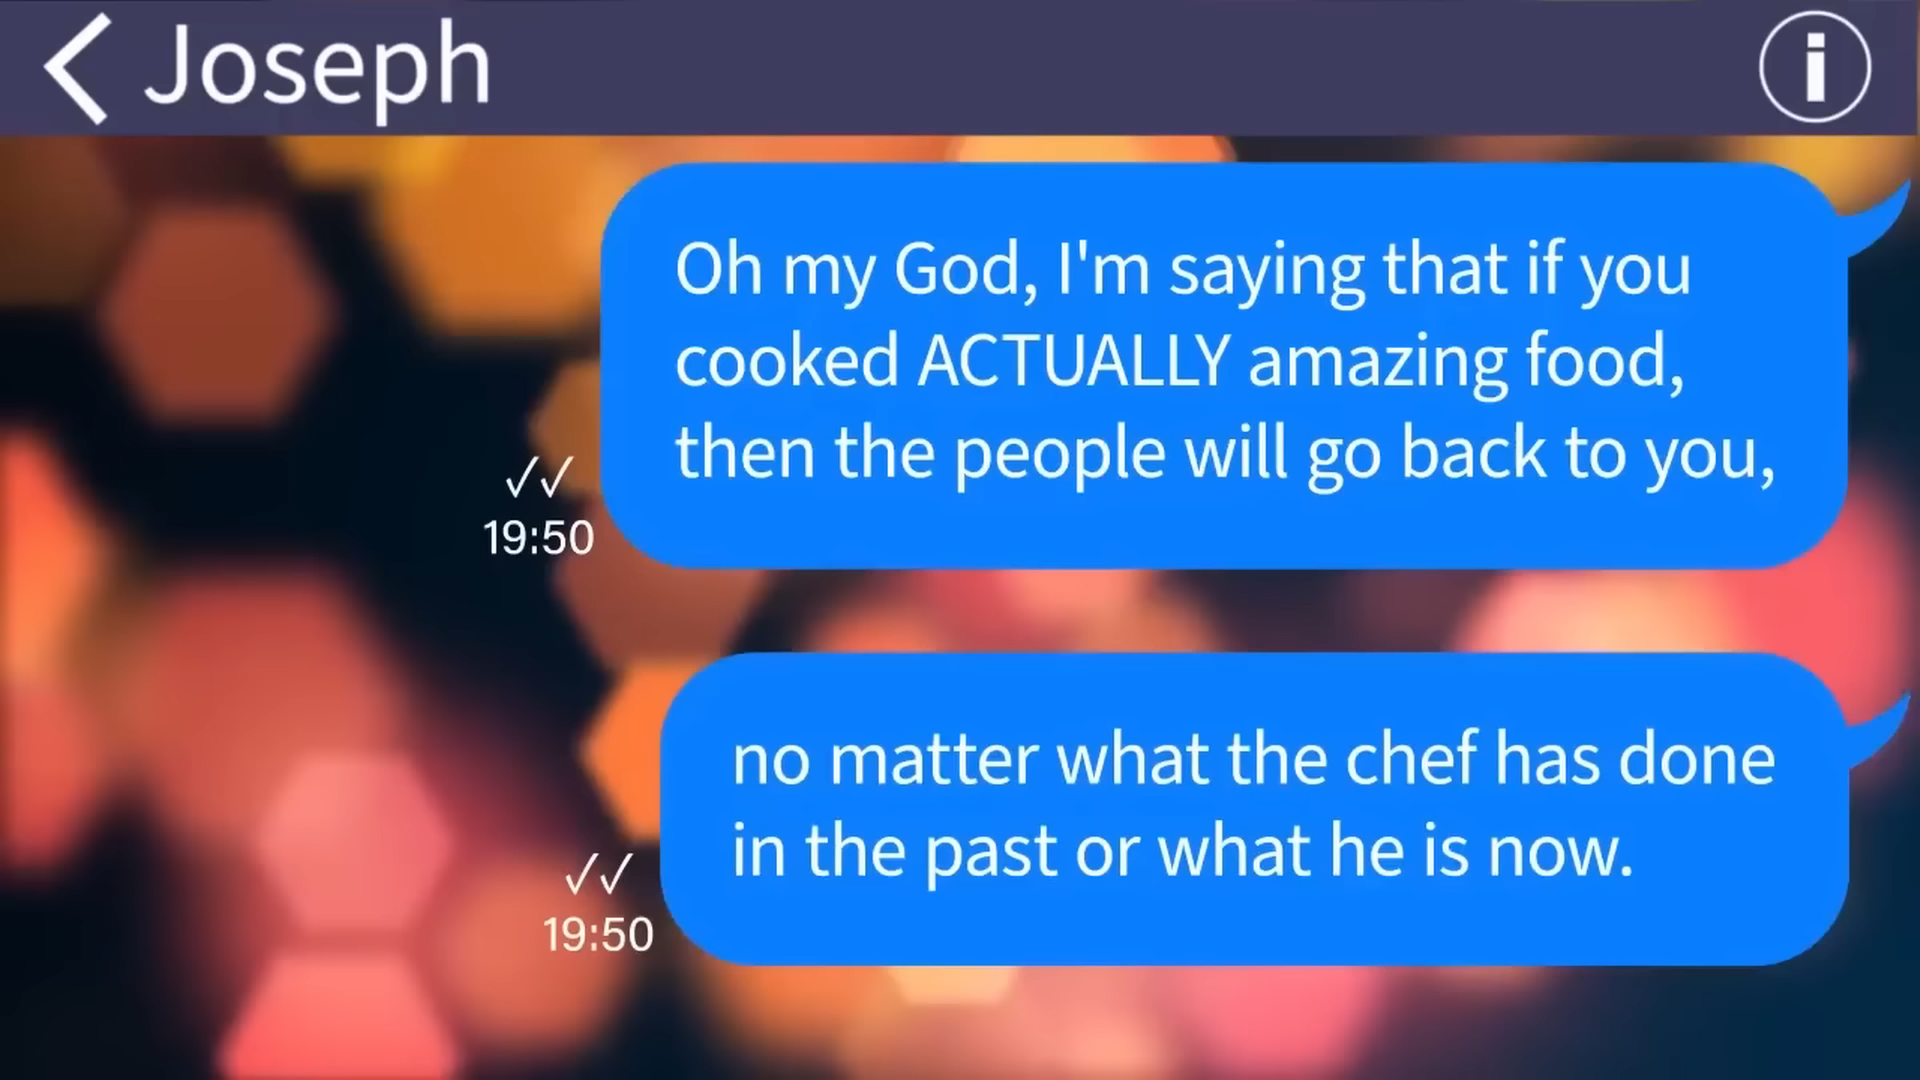 Joseph
Oh my God, I'm saying that if you
cooked ACTUALLY amazing food,
then the people will go back to you,
✓✓
19:50
no matter what the chef has done
in the past or what he is now.
✓✓
19:50